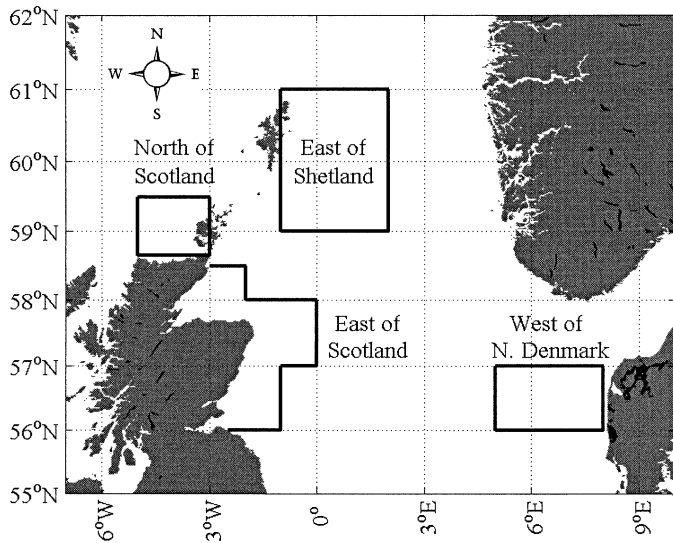 62°N
N
W E
S
61°N
60°N
North of
Scotland
East of
Shetland
59°N
58°N
East of
Scotland
West of
N. Denmark
57°N
56°N
55°N
6°W
3°W
0°
3°E
6°E
9°E